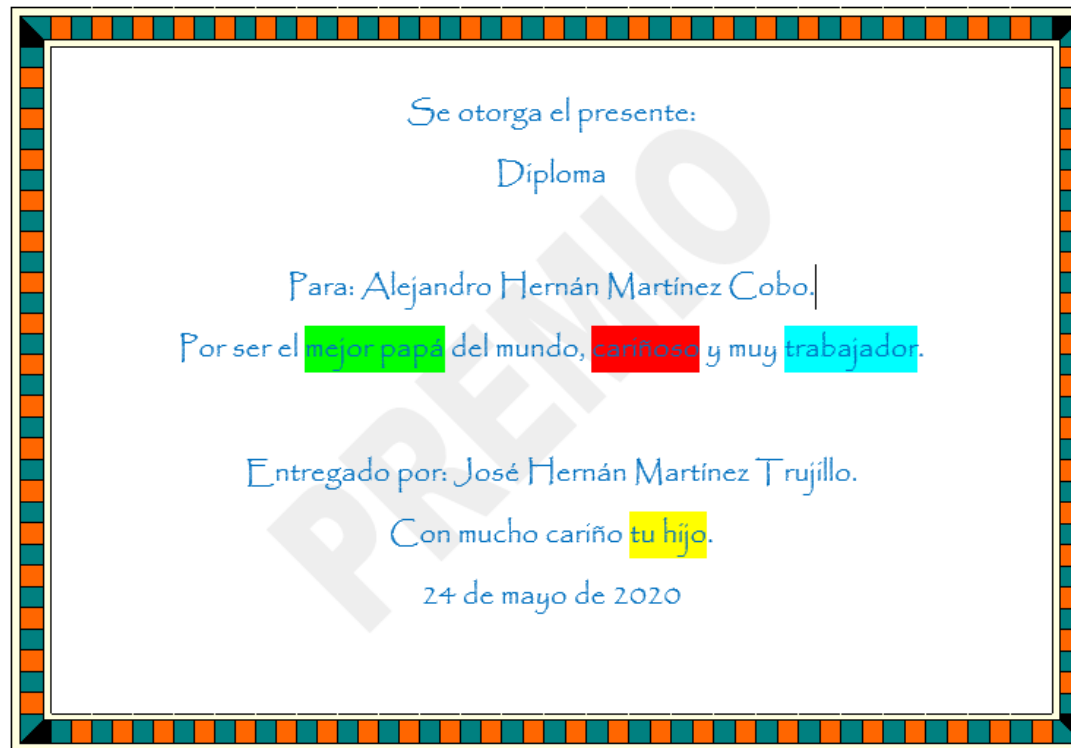 Se otorga el presente:
Diploma
Para: Alejandro Hernán Martínez Cobo.
Por ser el mejor papá del mundo, cariñoso y muy trabajador.
Entregado por: José Hernán Martínez Trujillo.
Con mucho cariño tu hijo.
24 de mayo de 2020
PREMIO